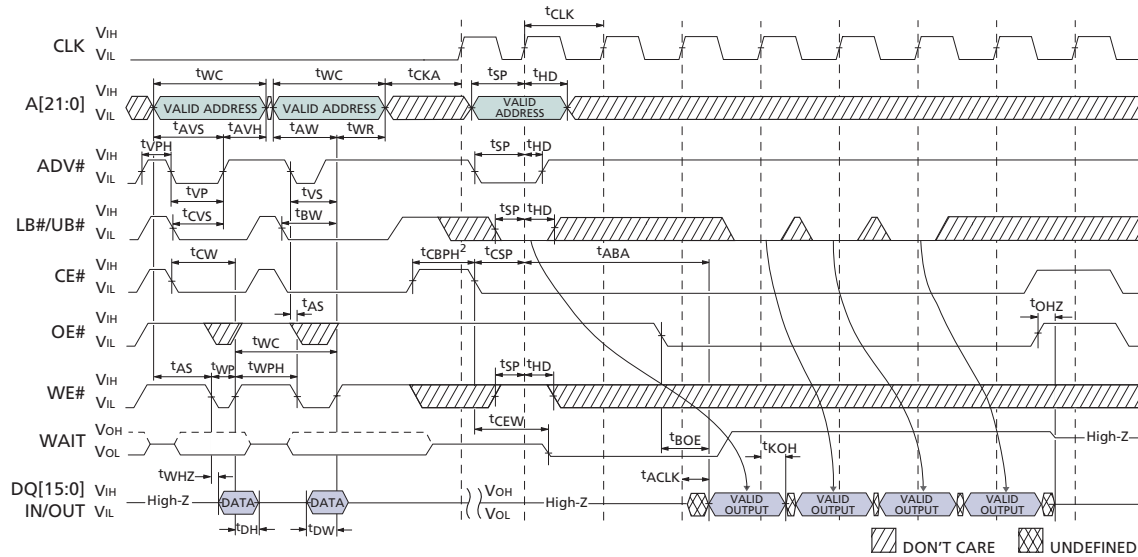 tCLK
CLK VIH
VIL
tWC tWC tCKA tSP tHD
A[21:0] VIH
VIL
VALID ADDRESS VALID ADDRESS VALID ADDRESS
tAVS tAVH tAW tWR
tVPH tSP tHD
ADV# VIH
VIL
tVP tVS
tCVS tBW tSP tHD
LB#/UB# VIH
VIL
tCW tCBPH2 tCSP tABA
CE# VIH
VIL
tAS tOHZ
OE# VIH
VIL
tWC
tAS tWP tWPH tSP tHD
WE# VIH
VIL
tCEW
WAIT VOH
VOL
High-Z
tBOE tKOH
tWHZ tACLK
DQ[15:0] VIH
IN/OUT VIL
High-Z DATA DATA VOH
VOL
High-Z VALID OUTPUT VALID OUTPUT VALID OUTPUT VALID OUTPUT
tDH tDW
DON'T CARE UNDEFINED